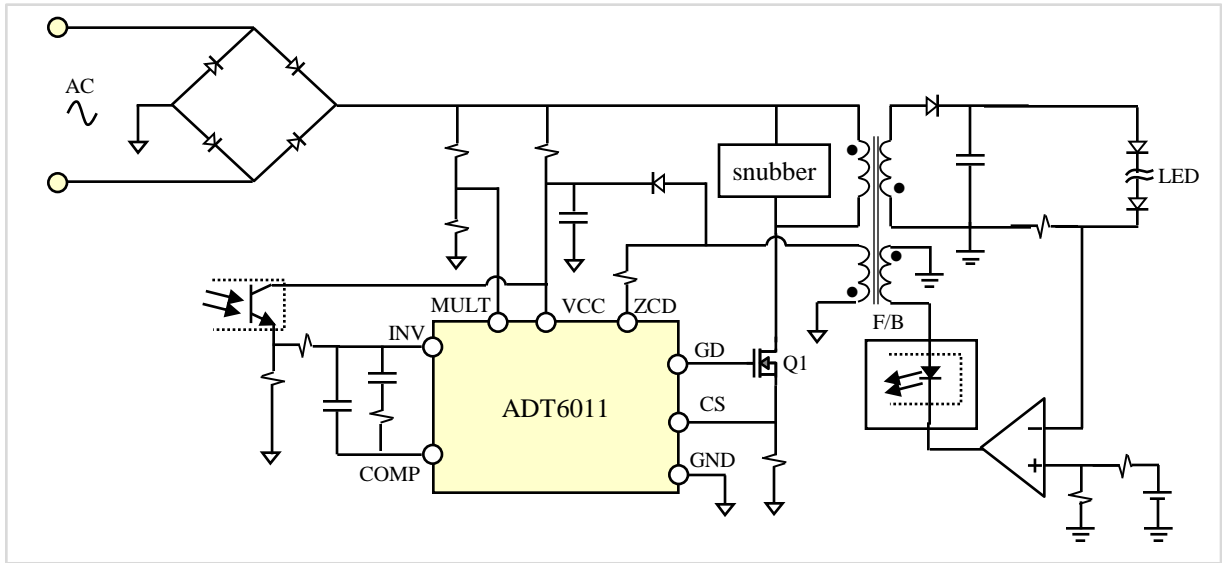 AC
snubber
LED
MULT
VCC
ZCD
F/B
INV
GD
Q1
ADT6011
CS
COMP
GND